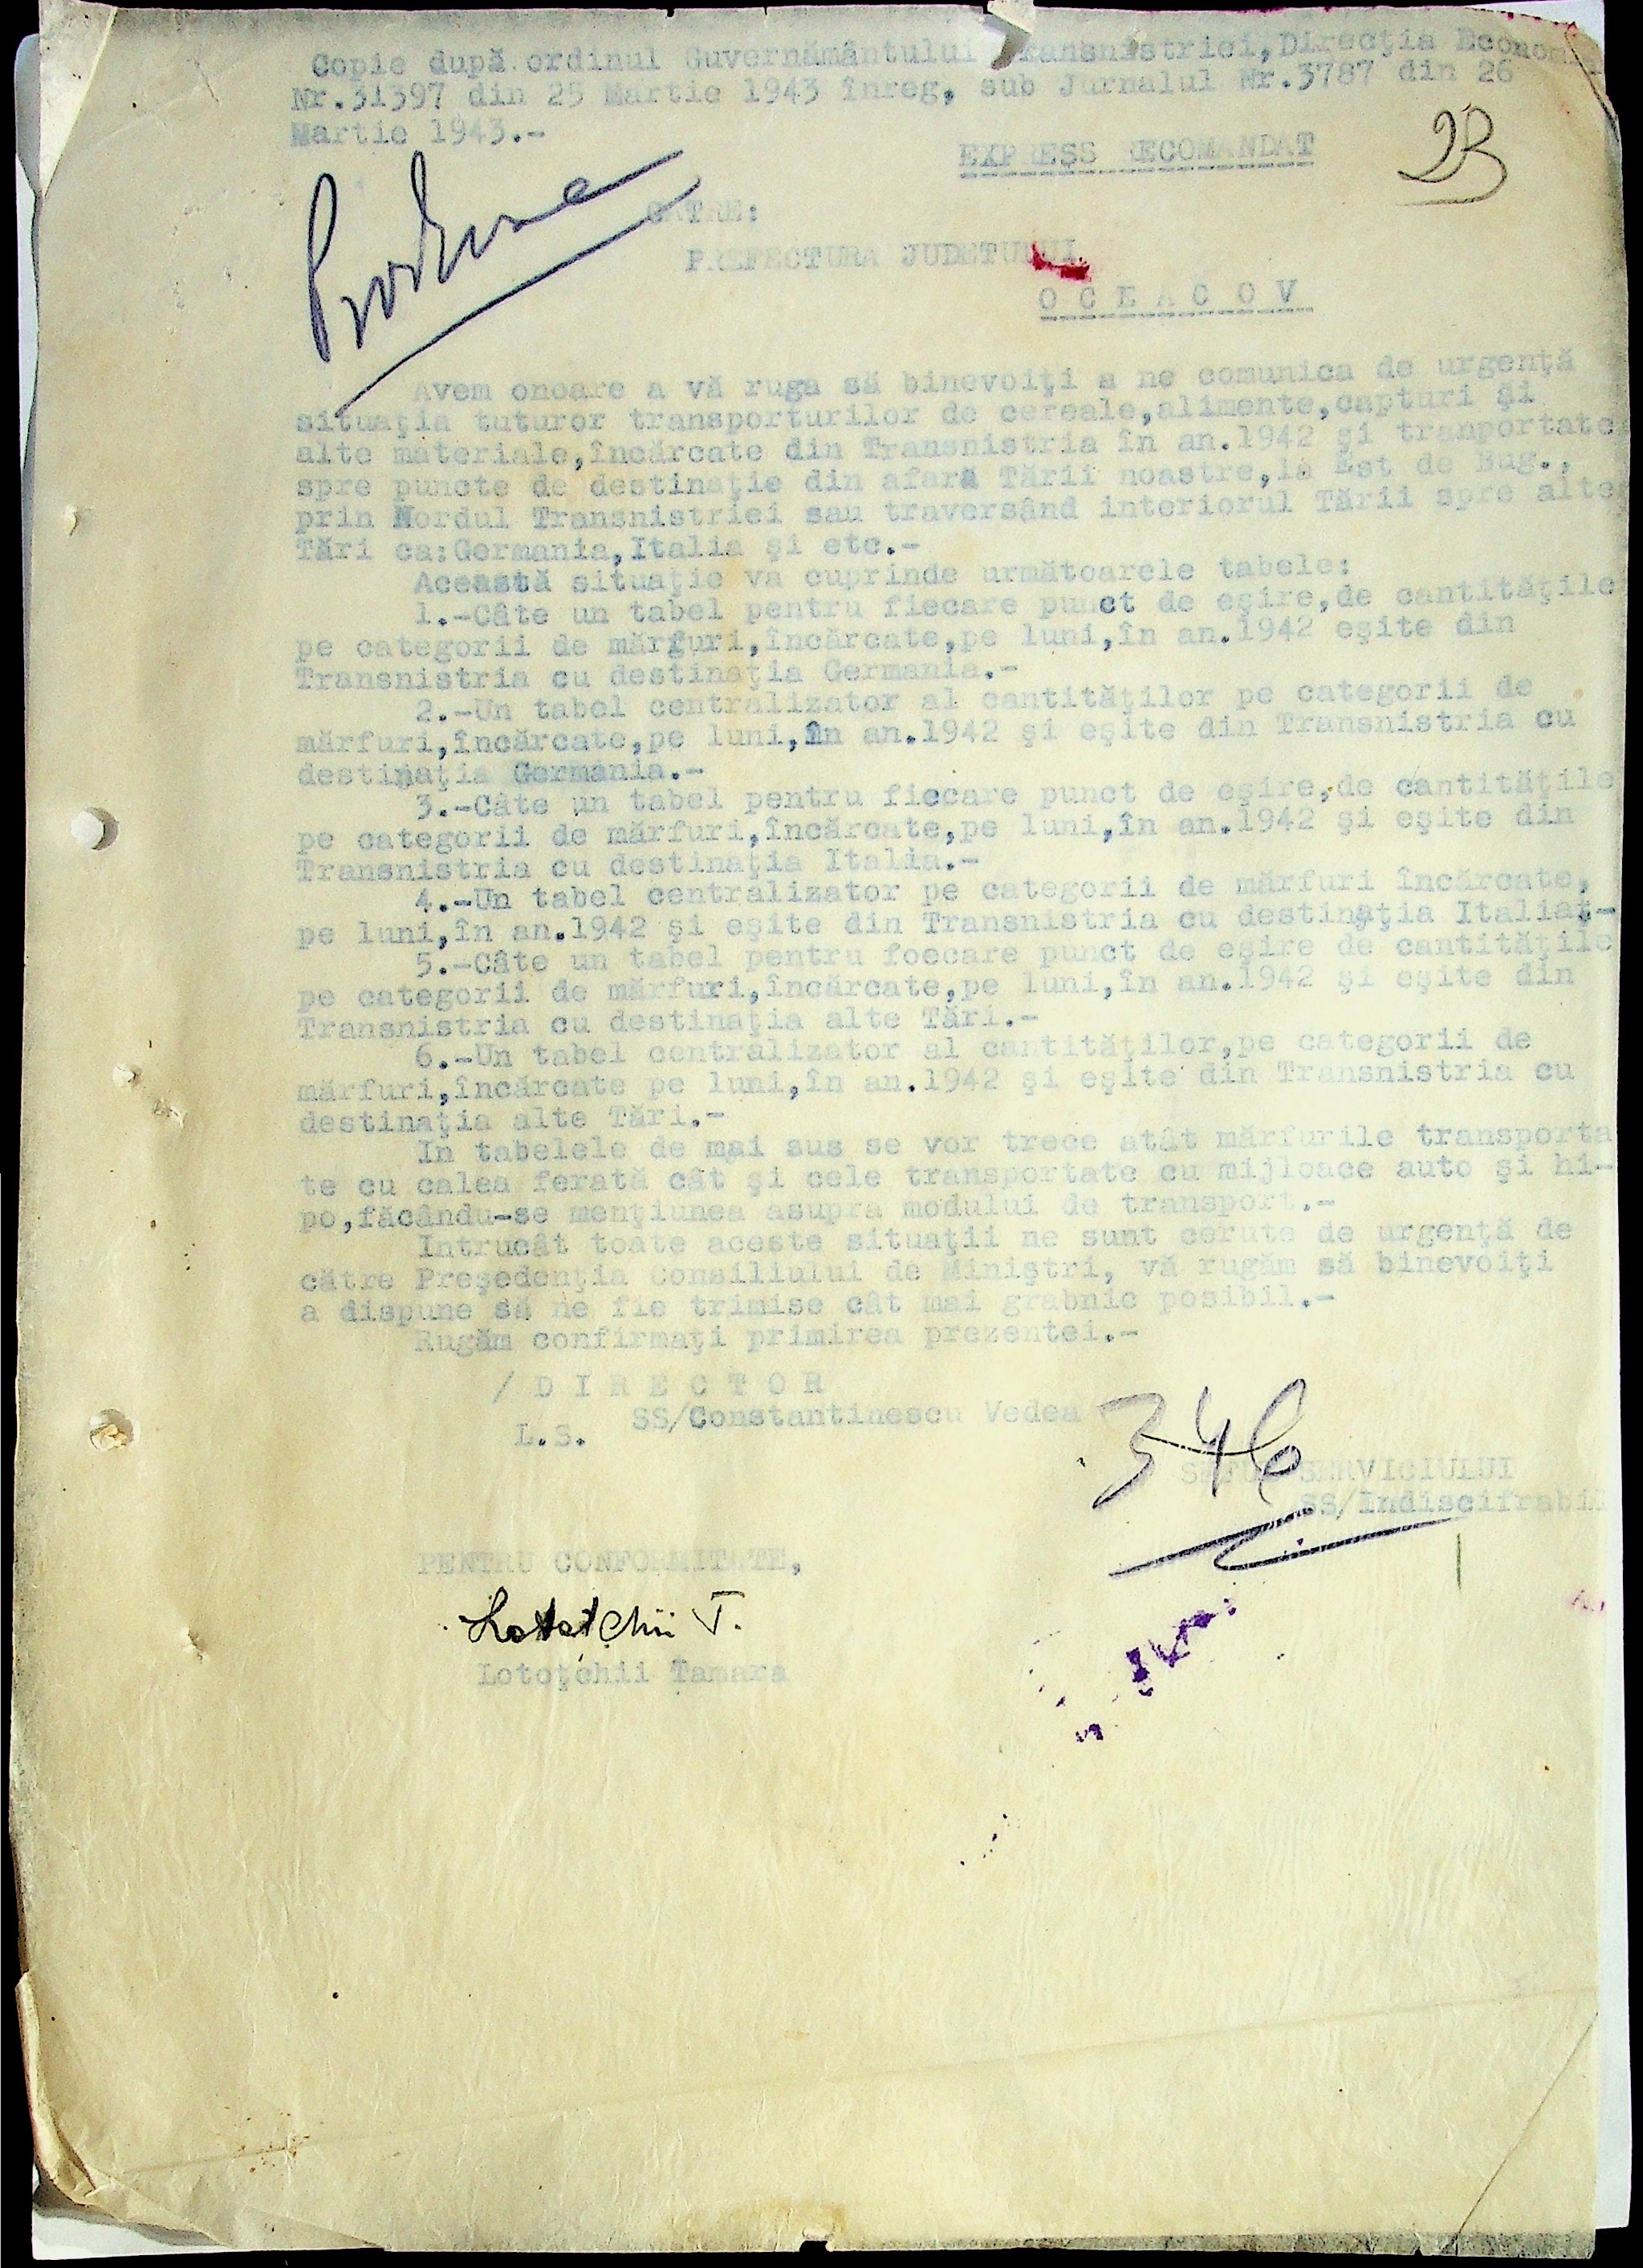 Copie după ordinul Guvernământului Transnistriei,Direcţia Econom
Nr.31397 din 25 Martie 1943 înreg, sub Jurnalul Nr.3787 din 26
Martie 1943.-
23
EXPRESS RECOMANDAT
CATRE:
PREFECTURA JUDETULUI
OCEACOV
Avem onoare a vă ruga să binevoiţi a ne comunica de urgenţă
situaţia tuturor transporturilor de cereale,alimente,capturi şi
alte materiale,încărcate din Transnistria în an.1942 şi tranportate
spre puncte de destinaţie din afara Tării noastre,la Est de Bug.,
prin Nordul Transnistriei sau traversând interiorul Tării spre alte
Tări ca:Germania,Italia şi etc.-
Această situaţie va cuprinde următoarele tabele:
1.-Câte un tabel pentru fiecare punct de eşire,de cantităţile
pe categorii de mărfuri,încărcate,pe luni,în an.1942 eşite din
Transnistria cu destinaţia Germania.-
2.-Un tabel centralizator al cantităţilor pe categorii de
mărfuri,încărcate,pe luni,în an.1942 şi eşite din Transnistria cu
destinaţia Germania.-
3.-Câte un tabel pentru fiecare punct de eşire,de cantităţile
pe categorii de mărfuri,încărcate,pe luni,în an.1942 şi eşite din
Transnistria cu destinaţia Italia.-
4.-Un tabel centralizator pe categorii de mărfuri încărcate,
pe luni,în an.1942 şi eşite din Transnistria cu destinaţia Italia.-
5.-Câte un tabel pentru foecare punct de eşire de cantităţile
pe categorii de mărfuri,încărcate,pe luni,în an.1942 şi eşite din
Transnistria cu destinaţia alte Tări.-
6.-Un tabel centralizator al cantităţilor,pe categorii de
mărfuri,încărcate pe luni,în an.1942 şi eşite din Transnistria cu
destinaţia alte Tări.-
In tabelele de mai sus se vor trece atât mărfurile transporta
te cu calea ferată cât şi cele transportate cu mijloace auto şi hi-
po,făcându-se menţiunea asupra modului de transport.-
Intrucât toate aceste situaţii ne sunt cerute de urgenţă de
către Preşedenţia Consiliului de Miniştri, vă rugăm să binevoiţi
a dispune să ne fie trimise cât mai grabnic posibil.-
Rugăm confirmaţi primirea prezentei.-
/ D I R E C T O R
SS/Constantinescu Vedea
L.S.
346
SEFUL SERVICIULUI
SS/Indiscifrabil
PENTRU CONFORMITATE,
Lototchii T.
Lotoţchii Tamara